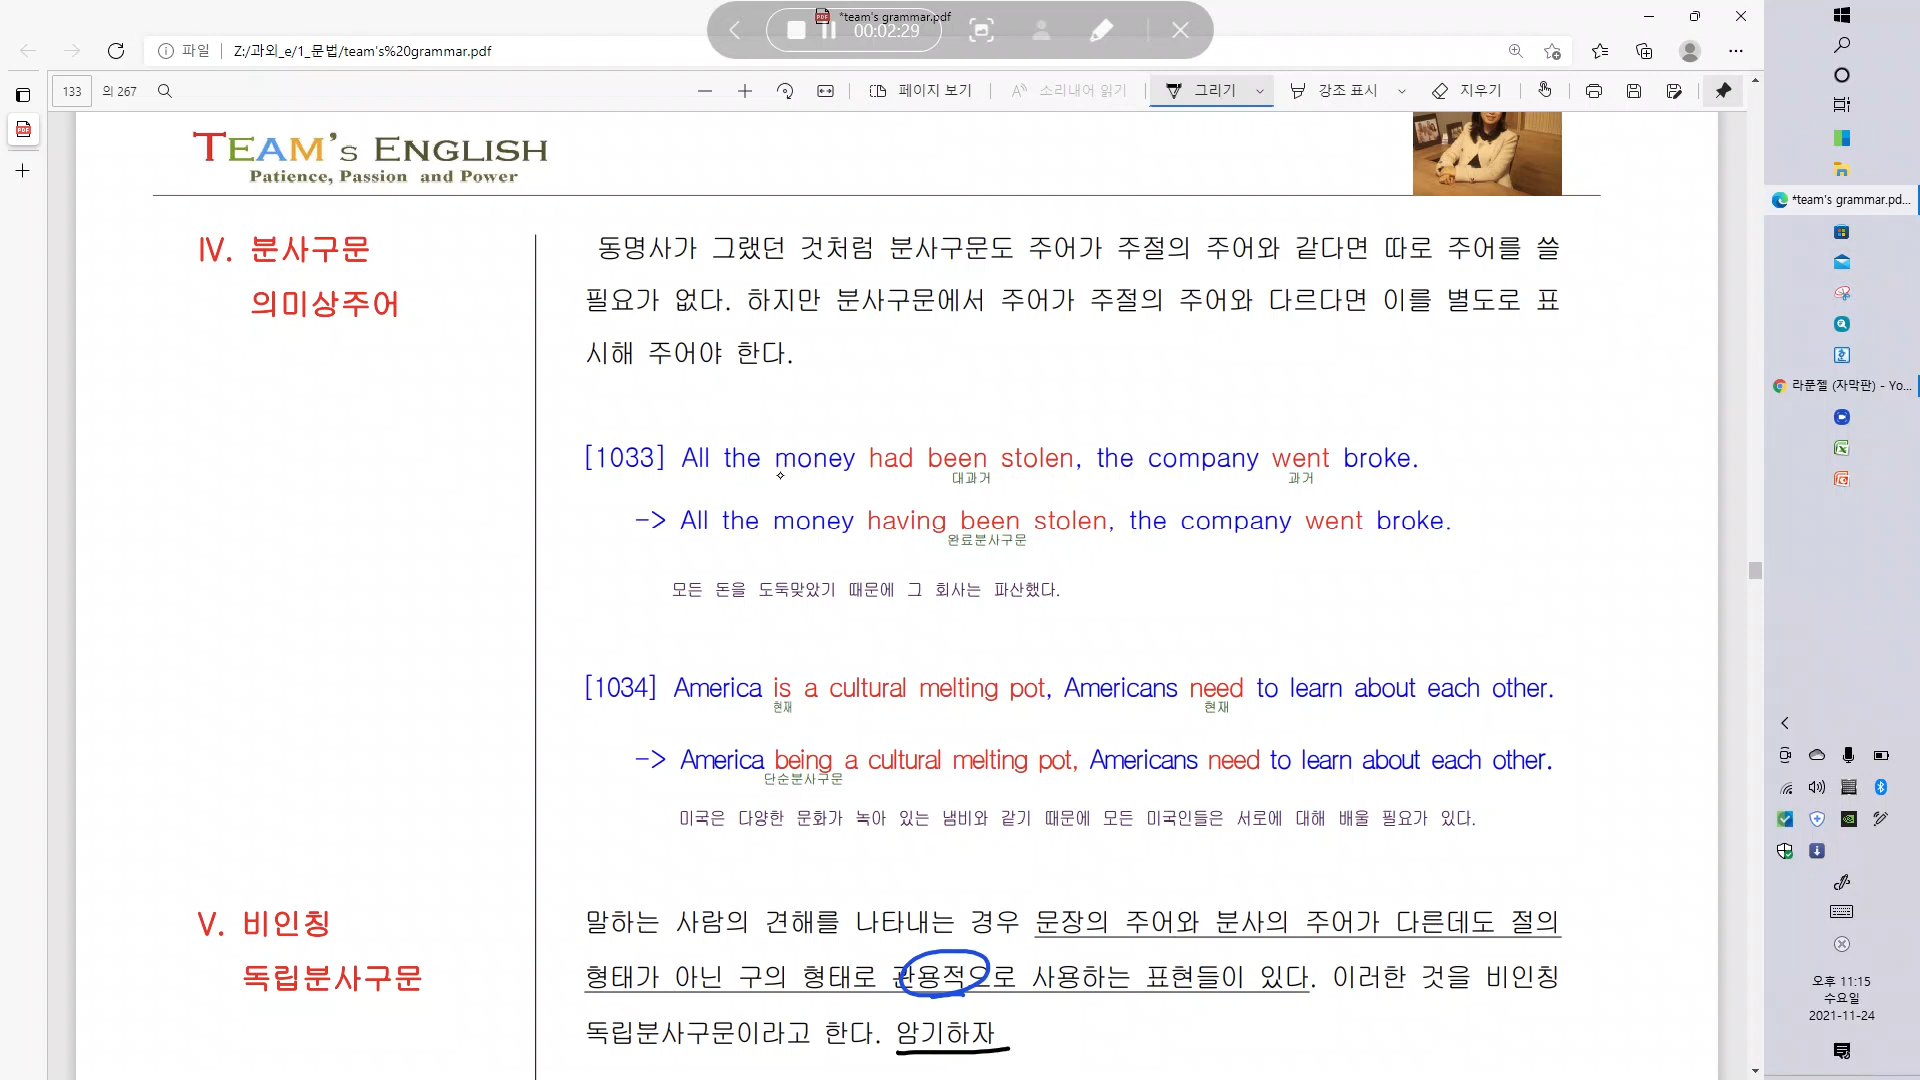 *team's grammar.pdf
00:02:29
파일 Z:/과외_e/1_문법/team's%20grammar.pdf
133 의 267 페이지 보기 소리내어 읽기 그리기 강조 표시 지우기
TEAM's ENGLISH
Patience, Passion and Power
IV. 분사구문
의미상주어
동명사가 그랬던 것처럼 분사구문도 주어가 주절의 주어와 같다면 따로 주어를 쓸
필요가 없다. 하지만 분사구문에서 주어가 주절의 주어와 다르다면 이를 별도로 표
시해 주어야 한다.
[1033] All the money had been stolen, the company went broke.
대과거 과거
-> All the money having been stolen, the company went broke.
완료분사구문
모든 돈을 도둑맞았기 때문에 그 회사는 파산했다.
[1034] America is a cultural melting pot, Americans need to learn about each other.
현재 현재
-> America being a cultural melting pot, Americans need to learn about each other.
단순분사구문
미국은 다양한 문화가 녹아 있는 냄비와 같기 때문에 모든 미국인들은 서로에 대해 배울 필요가 있다.
V. 비인칭
독립분사구문
말하는 사람의 견해를 나타내는 경우 문장의 주어와 분사의 주어가 다른데도 절의
형태가 아닌 구의 형태로 관용적으로 사용하는 표현들이 있다. 이러한 것을 비인칭
독립분사구문이라고 한다. 암기하자
*team's grammar.pd...
라푼젤 (자막판) - Yo...
오후 11:15
수요일
2021-11-24